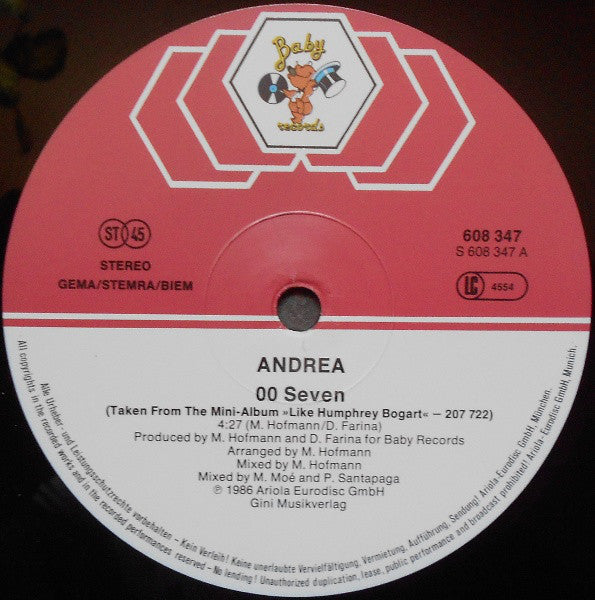 Baby
records
ST 45
STEREO
GEMA/STEMRA/BIEM
608 347
S 608 347 A
LC 4554
ANDREA
00 Seven
(Taken From The Mini-Album »Like Humphrey Bogart« – 207 722)
4:27 (M. Hofmann/D. Farina)
Produced by M. Hofmann and D. Farina for Baby Records
Arranged by M. Hofmann
Mixed by M. Hofmann
Mixed by M. Moé and P. Santapaga
℗ 1986 Ariola Eurodisc GmbH
Gini Musikverlag
Alle Urheber- und Leistungsschutzrechte vorbehalten – Kein Verleih! Keine unerlaubte Vervielfältigung, Vermietung, Aufführung, Sendung! Ariola Eurodisc GmbH, München.
All copyrights in the recorded works and in the recorded performances reserved – No lending! Unauthorized duplication, lease, public performance and broadcast prohibited! Ariola-Eurodisc GmbH, Munich.